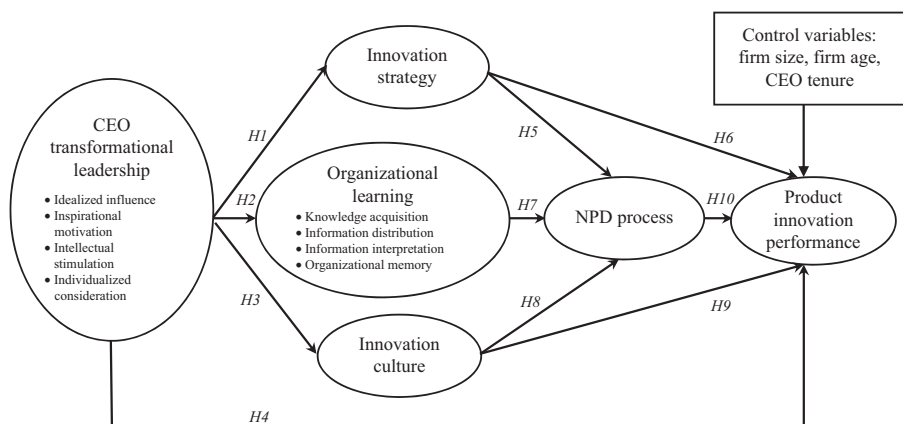 CEO
transformational
leadership
• Idealized influence
• Inspirational
motivation
• Intellectual
stimulation
• Individualized
consideration
H1
H2
H3
H4
Innovation
strategy
Organizational
learning
• Knowledge acquisition
• Information distribution
• Information interpretation
• Organizational memory
Innovation
culture
H5
H6
H7
H8
H9
NPD process
H10
Control variables:
firm size, firm age,
CEO tenure
Product
innovation
performance